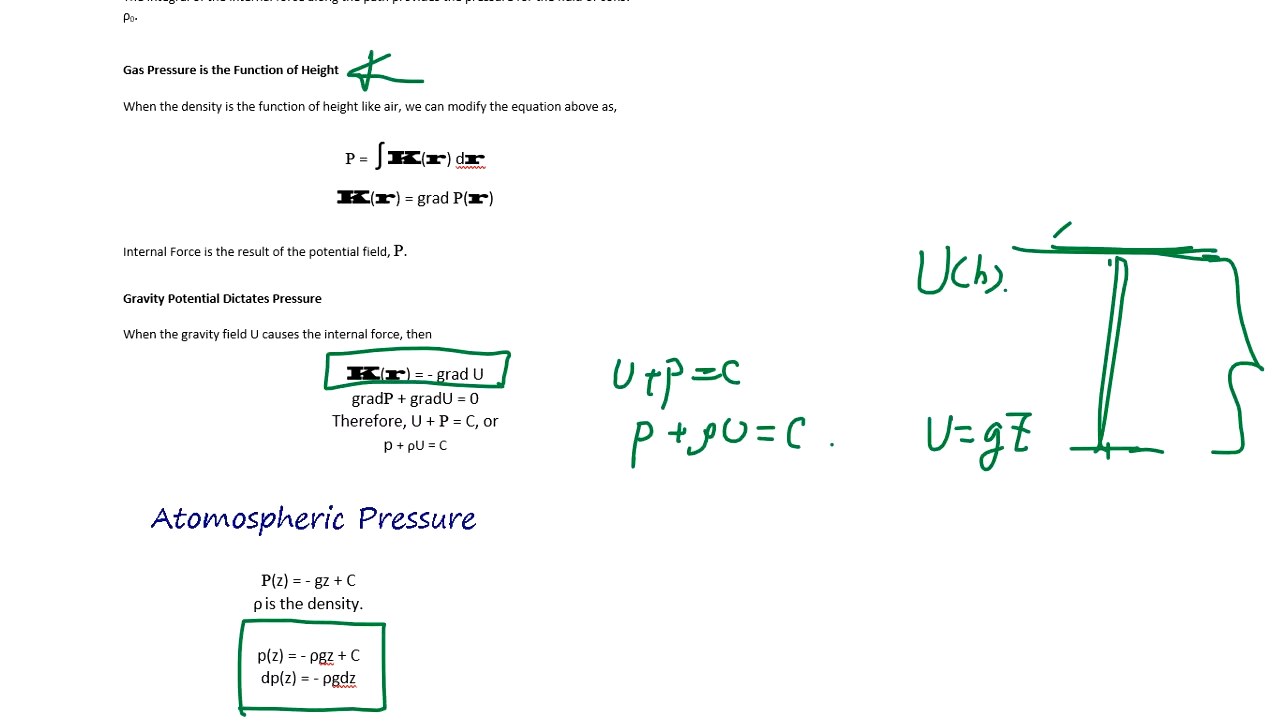 ρ₀.
Gas Pressure is the Function of Height
When the density is the function of height like air, we can modify the equation above as,
P = ∫K(r) dr
K(r) = grad P(r)
Internal Force is the result of the potential field, P.
Gravity Potential Dictates Pressure
When the gravity field U causes the internal force, then
K(r) = - grad U
gradP + gradU = 0
Therefore, U + P = C, or
p + ρU = C
U + P = C
p + ρU = C .
U(h).
U = gz
Atomospheric Pressure
P(z) = - gz + C
ρ is the density.
p(z) = - ρgz + C
dp(z) = - ρgdz